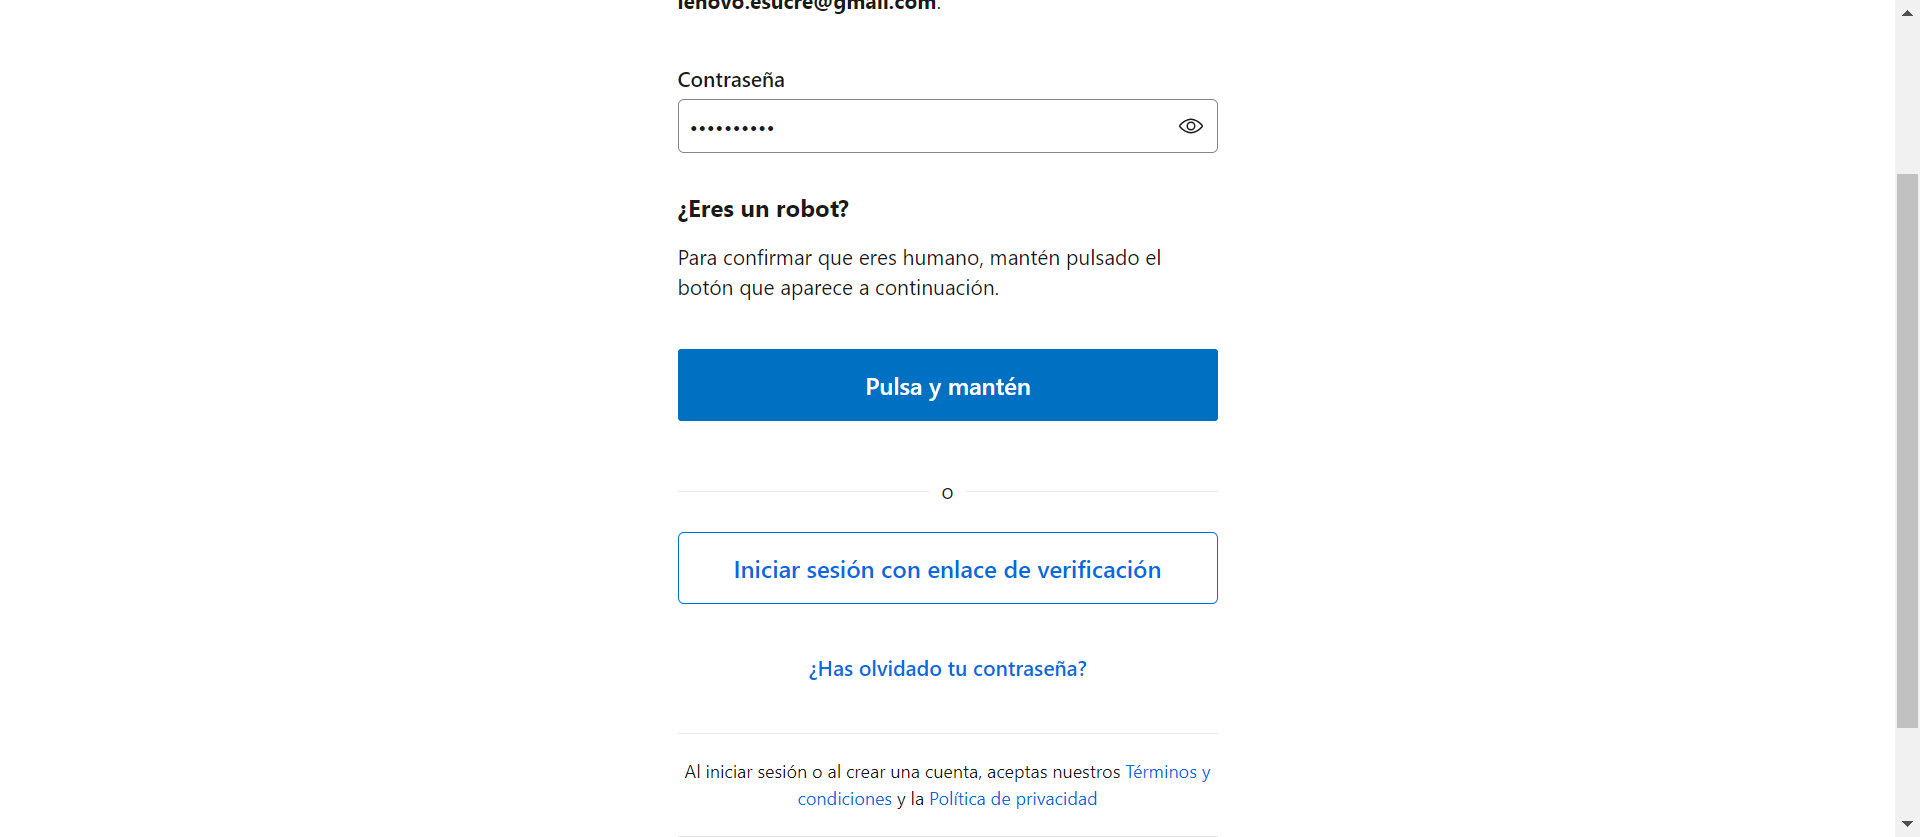 lenovo.esucre@gmail.com.
Contraseña
¿Eres un robot?
Para confirmar que eres humano, mantén pulsado el
botón que aparece a continuación.
Pulsa y mantén
o
Iniciar sesión con enlace de verificación
¿Has olvidado tu contraseña?
Al iniciar sesión o al crear una cuenta, aceptas nuestros Términos y
condiciones y la Política de privacidad